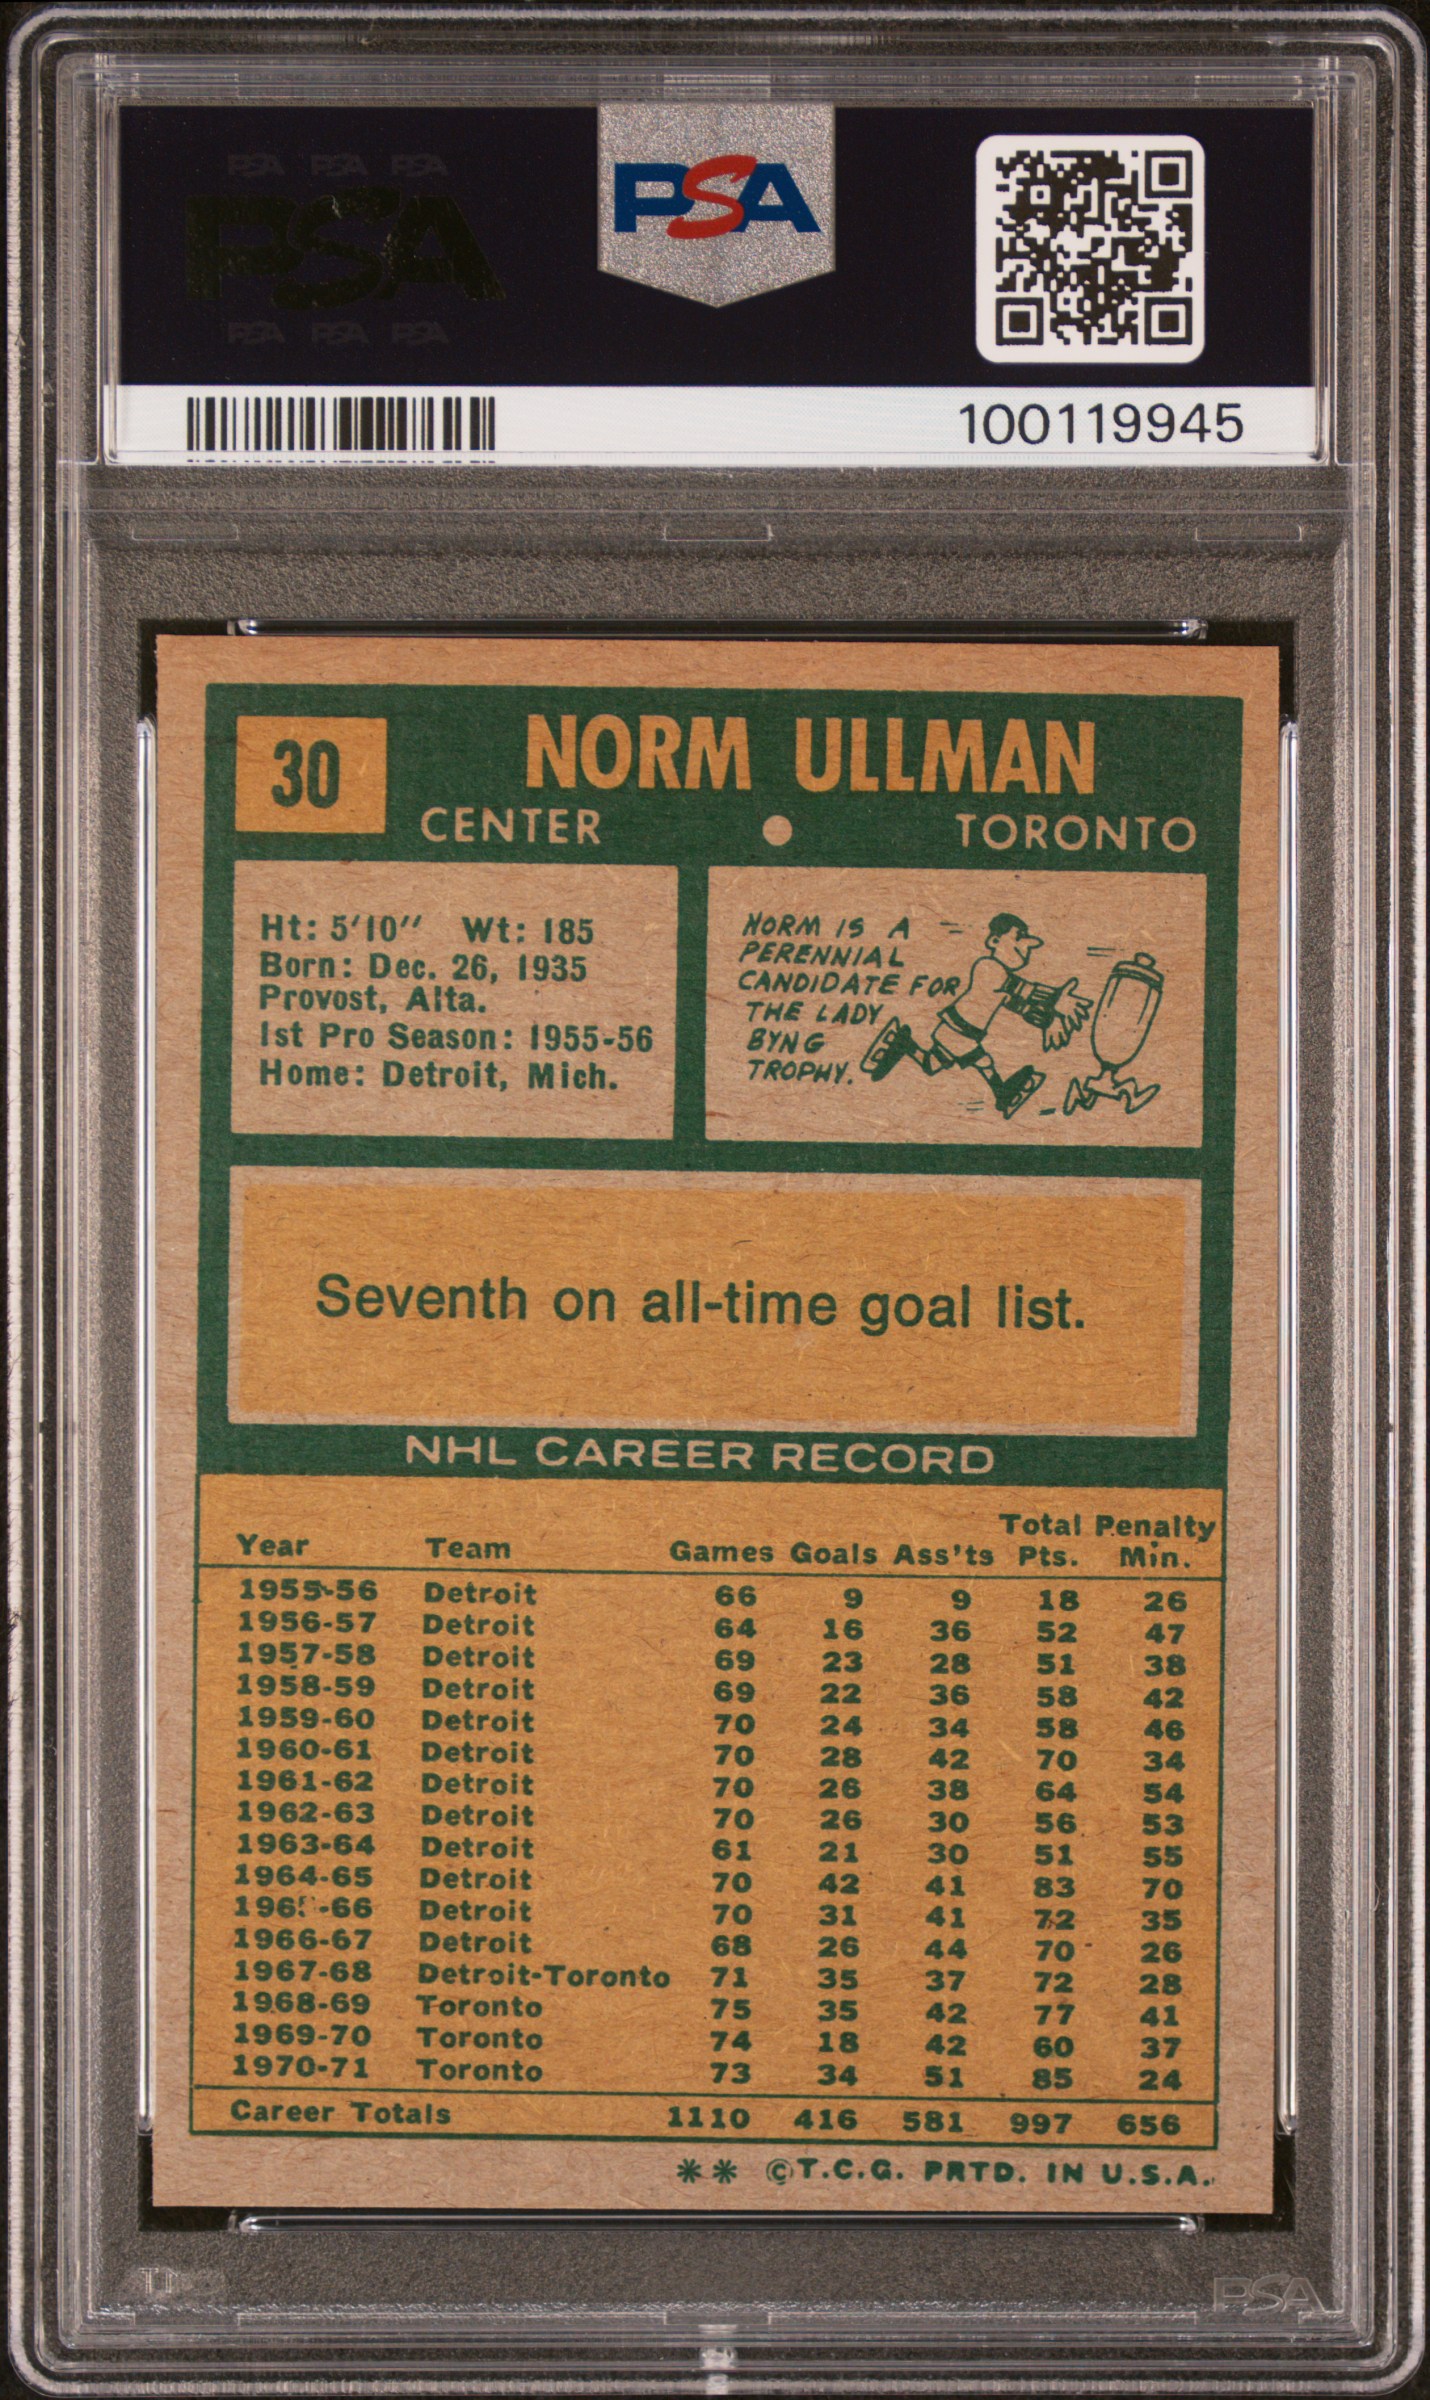 PSA PSA PSA
PSA
PSA PSA PSA
PSA
100119945
30
NORM ULLMAN
CENTER • TORONTO
Ht: 5'10" Wt: 185
Born: Dec. 26, 1935
Provost, Alta.
1st Pro Season: 1955-56
Home: Detroit, Mich.
NORM IS A
PERENNIAL
CANDIDATE FOR
THE LADY
BYNG
TROPHY.
Seventh on all-time goal list.
NHL CAREER RECORD
Year Team Games Goals Ass'ts Total Pts. Penalty Min.
1955-56 Detroit 66 9 9 18 26
1956-57 Detroit 64 16 36 52 47
1957-58 Detroit 69 23 28 51 38
1958-59 Detroit 69 22 36 58 42
1959-60 Detroit 70 24 34 58 46
1960-61 Detroit 70 28 42 70 34
1961-62 Detroit 70 26 38 64 54
1962-63 Detroit 70 26 30 56 53
1963-64 Detroit 61 21 30 51 55
1964-65 Detroit 70 42 41 83 70
1965-66 Detroit 70 31 41 72 35
1966-67 Detroit 68 26 44 70 26
1967-68 Detroit-Toronto 71 35 37 72 28
1968-69 Toronto 75 35 42 77 41
1969-70 Toronto 74 18 42 60 37
1970-71 Toronto 73 34 51 85 24
Career Totals 1110 416 581 997 656
** ©T.C.G. PRTD. IN U.S.A.
PSA